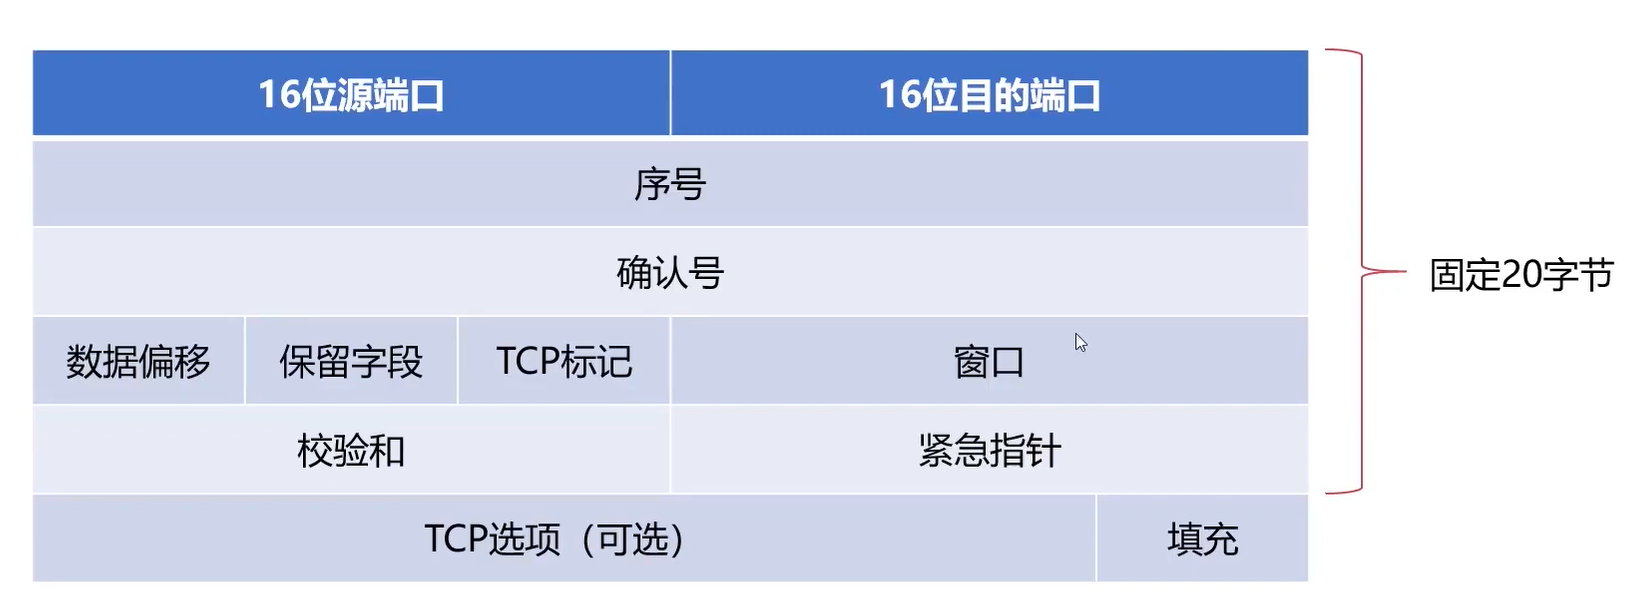 16位源端口 16位目的端口
序号
确认号
固定20字节
数据偏移 保留字段 TCP标记 窗口
校验和 紧急指针
TCP选项（可选） 填充